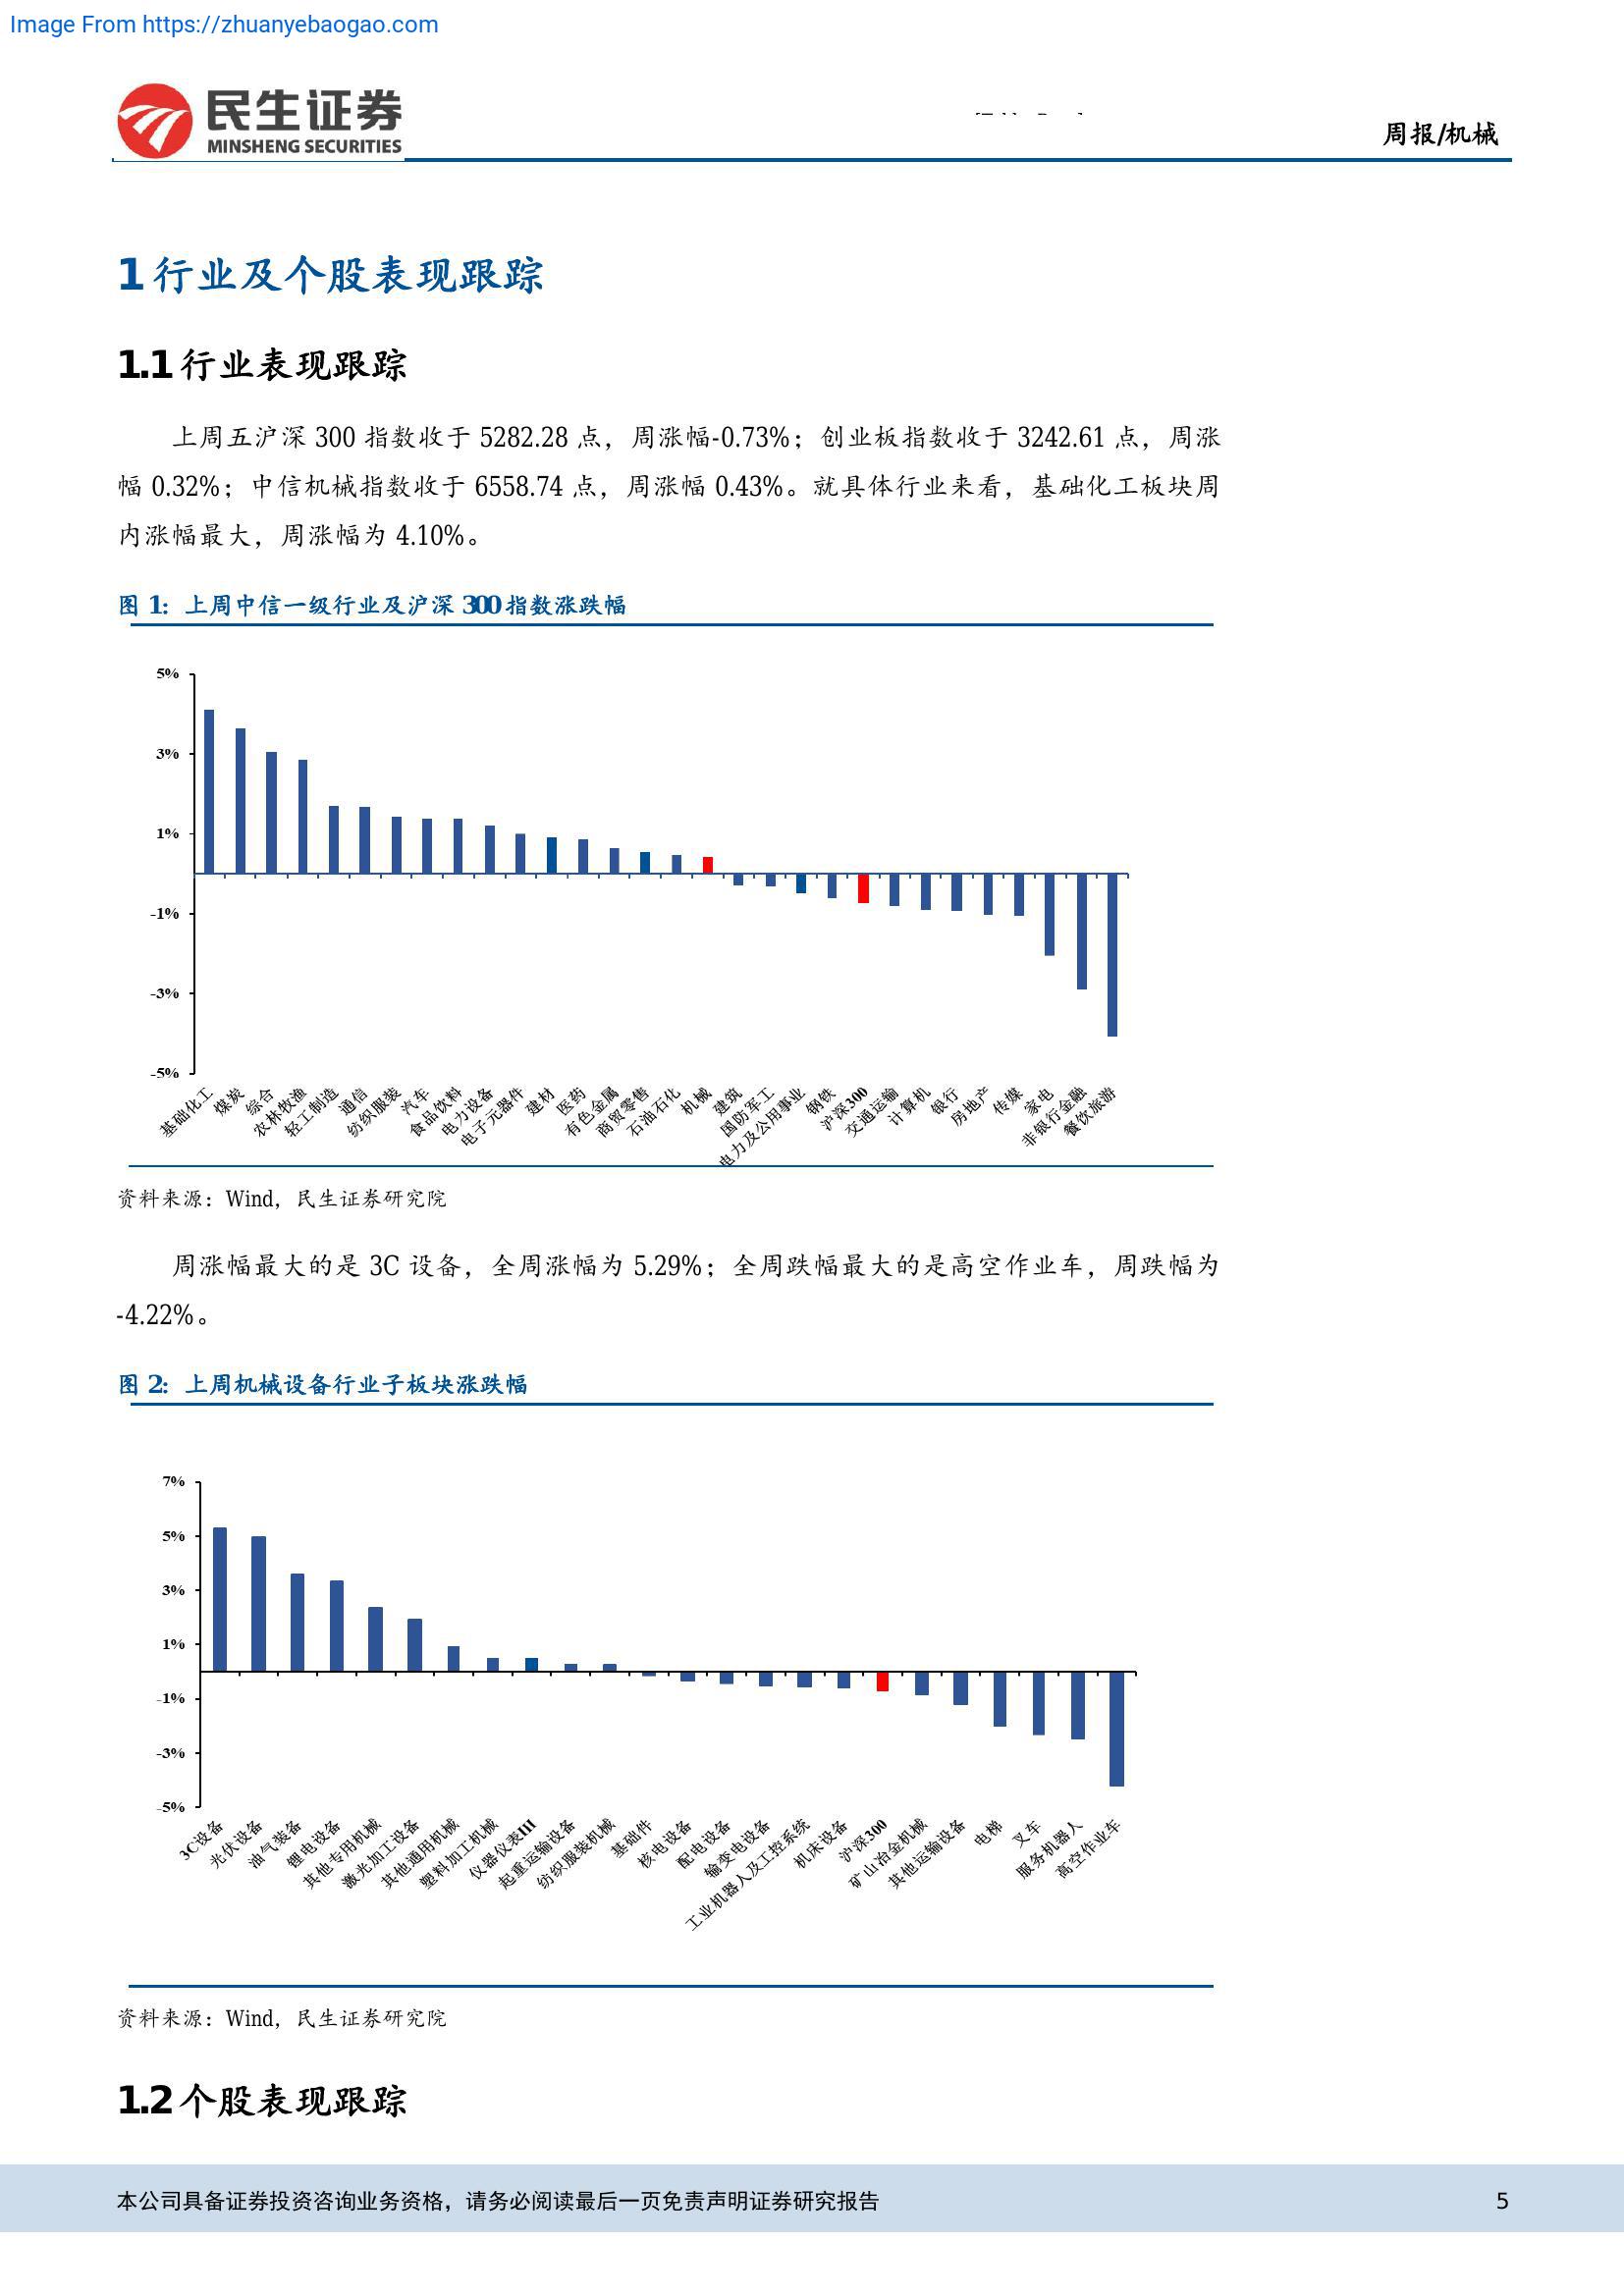 Image From https://zhuanyebaogao.com
民生证券
MINSHENG SECURITIES
周报/机械
1 行业及个股表现跟踪
1.1 行业表现跟踪
上周五沪深 300 指数收于 5282.28 点，周涨幅-0.73%；创业板指数收于 3242.61 点，周涨
幅 0.32%；中信机械指数收于 6558.74 点，周涨幅 0.43%。就具体行业来看，基础化工板块周
内涨幅最大，周涨幅为 4.10%。
图 1：上周中信一级行业及沪深 300 指数涨跌幅
5%
3%
1%
-1%
-3%
-5%
基础化工
煤炭
综合
农林牧渔
轻工制造
通信
纺织服装
汽车
食品饮料
电力设备
电子元器件
建材
医药
有色金属
商贸零售
石油石化
机械
建筑
国防军工
电力及公用事业
钢铁
沪深300
交通运输
计算机
银行
房地产
传媒
家电
非银行金融
餐饮旅游
资料来源：Wind，民生证券研究院
周涨幅最大的是 3C 设备，全周涨幅为 5.29%；全周跌幅最大的是高空作业车，周跌幅为
-4.22%。
图 2：上周机械设备行业子板块涨跌幅
7%
5%
3%
1%
-1%
-3%
-5%
3C设备
光伏设备
油气装备
锂电设备
其他专用机械
激光加工设备
其他通用机械
塑料加工机械
仪器仪表III
起重运输设备
纺织服装机械
基础件
核电设备
配电设备
输变电设备
工业机器人及工控系统
机床设备
沪深300
矿山冶金机械
其他运输设备
电梯
叉车
服务机器人
高空作业车
资料来源：Wind，民生证券研究院
1.2 个股表现跟踪
本公司具备证券投资咨询业务资格，请务必阅读最后一页免责声明证券研究报告
5